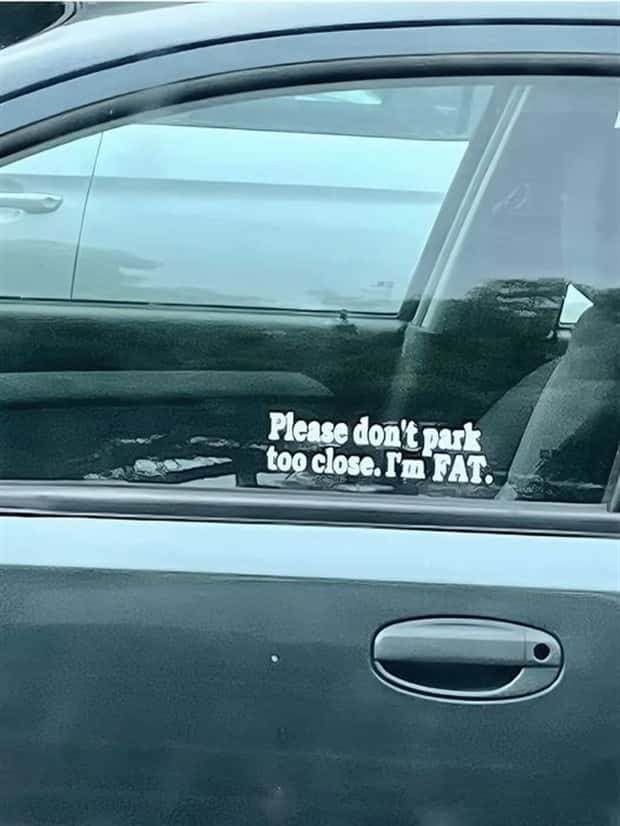 Please don't park
too close. I'm FAT.